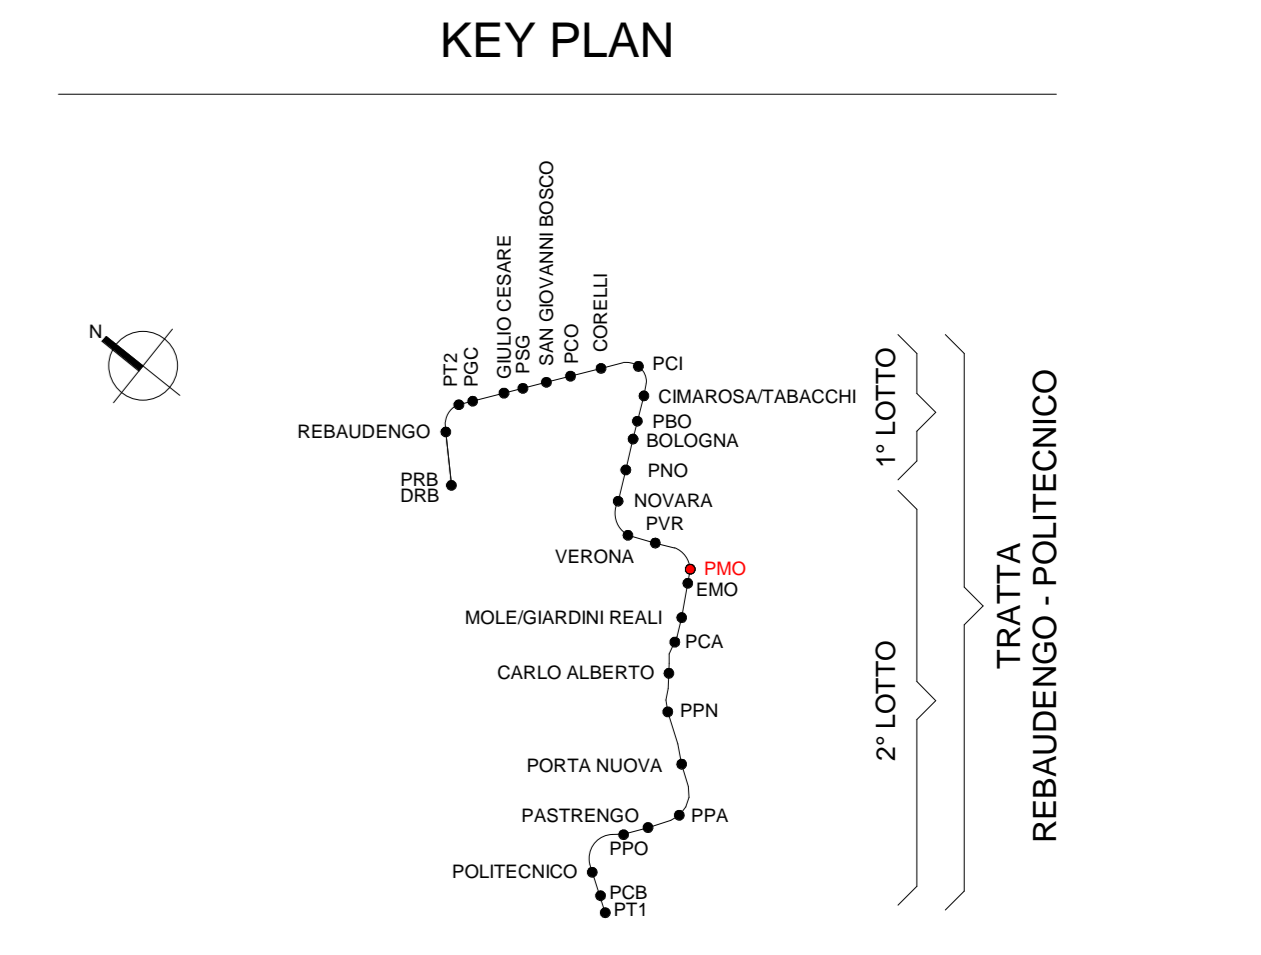 KEY PLAN
N
PT2
PGC
GIULIO CESARE
PSG
SAN GIOVANNI BOSCO
PCO
CORELLI
PCI
CIMAROSA/TABACCHI
REBAUDENGO
PBO
BOLOGNA
PRB
DRB
PNO
NOVARA
PVR
VERONA
PMO
EMO
MOLE/GIARDINI REALI
PCA
CARLO ALBERTO
PPN
PORTA NUOVA
PASTRENGO
PPA
PPO
POLITECNICO
PCB
PT1
1° LOTTO
2° LOTTO
TRATTA
REBAUDENGO - POLITECNICO